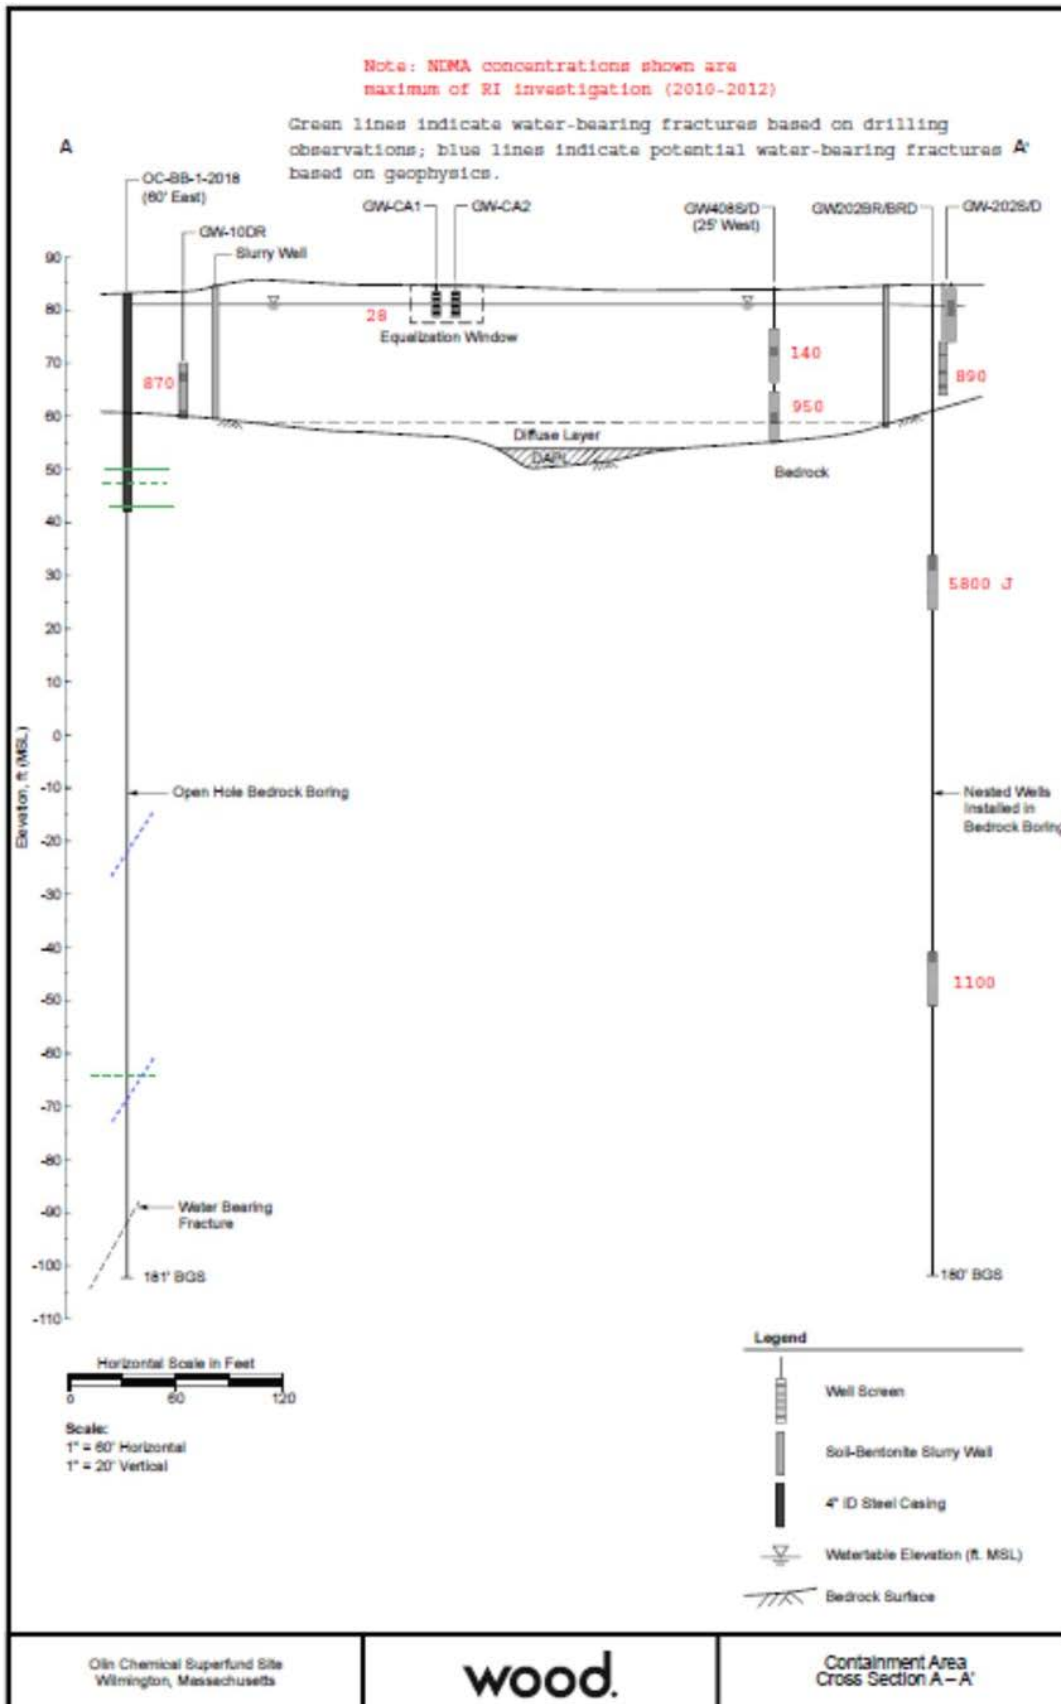 Note: NDMA concentrations shown are
maximum of RI investigation (2010-2012)
Green lines indicate water-bearing fractures based on drilling
observations; blue lines indicate potential water-bearing fractures
based on geophysics.
A
A'
OC-BB-1-2018
(60' East)
GW-10DR
Slurry Wall
GW-CA1
GW-CA2
GW408S/D
(25' West)
GW202BR/BRD
GW-202S/D
90
80
70
60
50
40
30
20
10
0
-10
-20
-30
-40
-50
-60
-70
-80
-90
-100
-110
Elevation, ft (MSL)
28
Equalization Window
870
140
950
890
Diffuse Layer
DAPL
Bedrock
5800 J
Open Hole Bedrock Boring
Nested Wells
Installed in
Bedrock Boring
1100
Water Bearing
Fracture
181' BGS
180' BGS
Horizontal Scale in Feet
0 60 120
Scale:
1" = 60' Horizontal
1" = 20' Vertical
Legend
Well Screen
Soil-Bentonite Slurry Wall
4" ID Steel Casing
Watertable Elevation (ft. MSL)
Bedrock Surface
Olin Chemical Superfund Site
Wilmington, Massachusetts
wood.
Containment Area
Cross Section A – A'